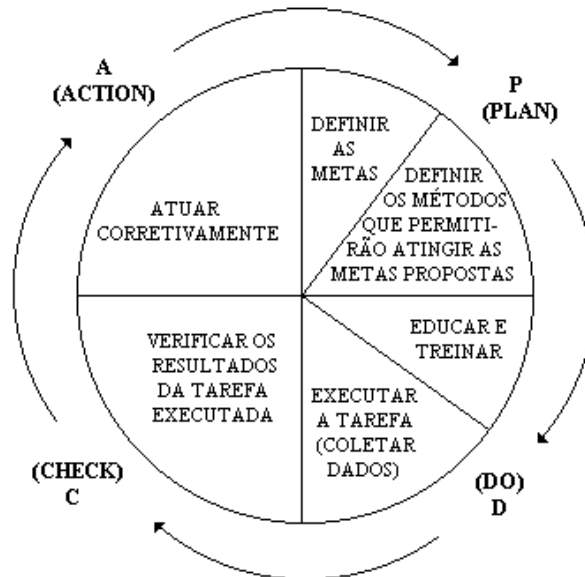 A
(ACTION)
P
(PLAN)
DEFINIR
AS
METAS
DEFINIR
OS MÉTODOS
QUE PERMITI-
RÃO ATINGIR AS
METAS PROPOSTAS
EDUCAR E
TREINAR
EXECUTAR
A TAREFA
(COLETAR
DADOS)
(DO)
D
VERIFICAR OS
RESULTADOS
DA TAREFA
EXECUTADA
(CHECK)
C
ATUAR
CORRETIVAMENTE